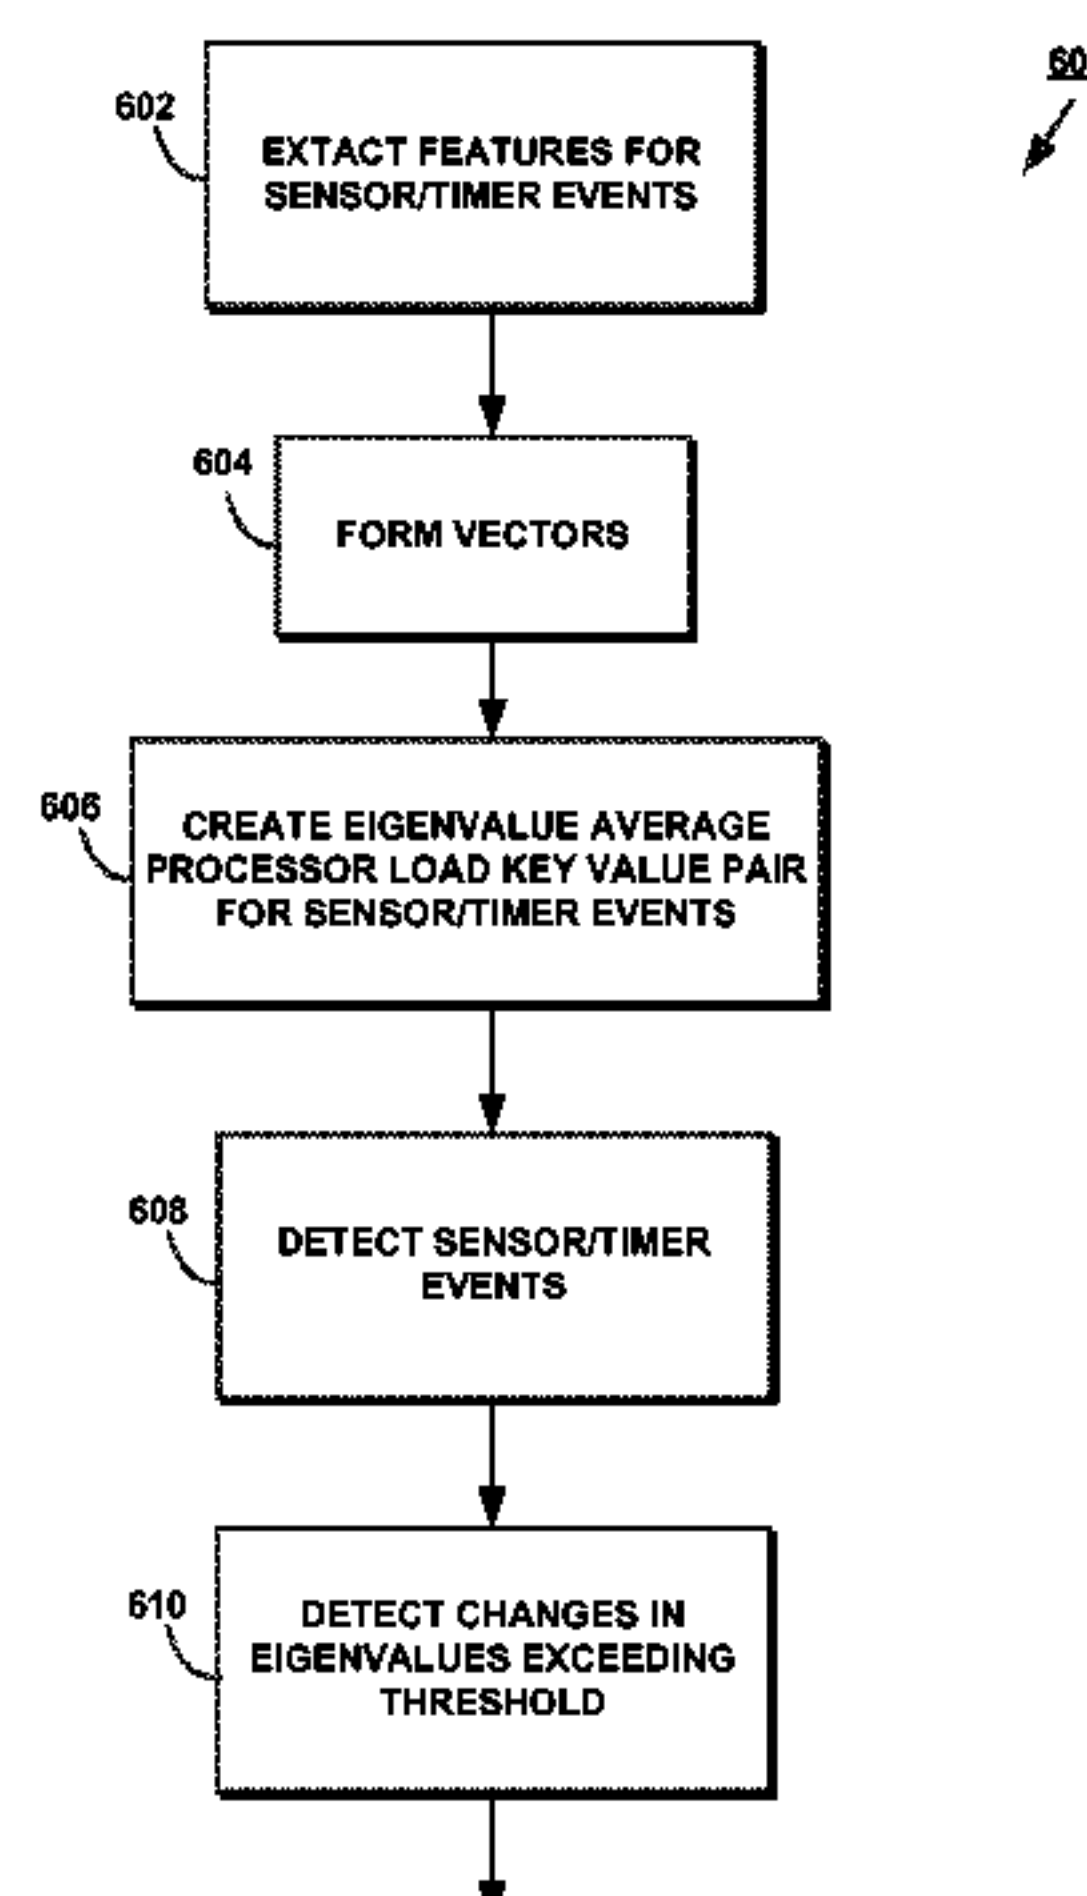 60
602
EXTACT FEATURES FOR
SENSOR/TIMER EVENTS
604
FORM VECTORS
606
CREATE EIGENVALUE AVERAGE
PROCESSOR LOAD KEY VALUE PAIR
FOR SENSOR/TIMER EVENTS
608
DETECT SENSOR/TIMER
EVENTS
610
DETECT CHANGES IN
EIGENVALUES EXCEEDING
THRESHOLD